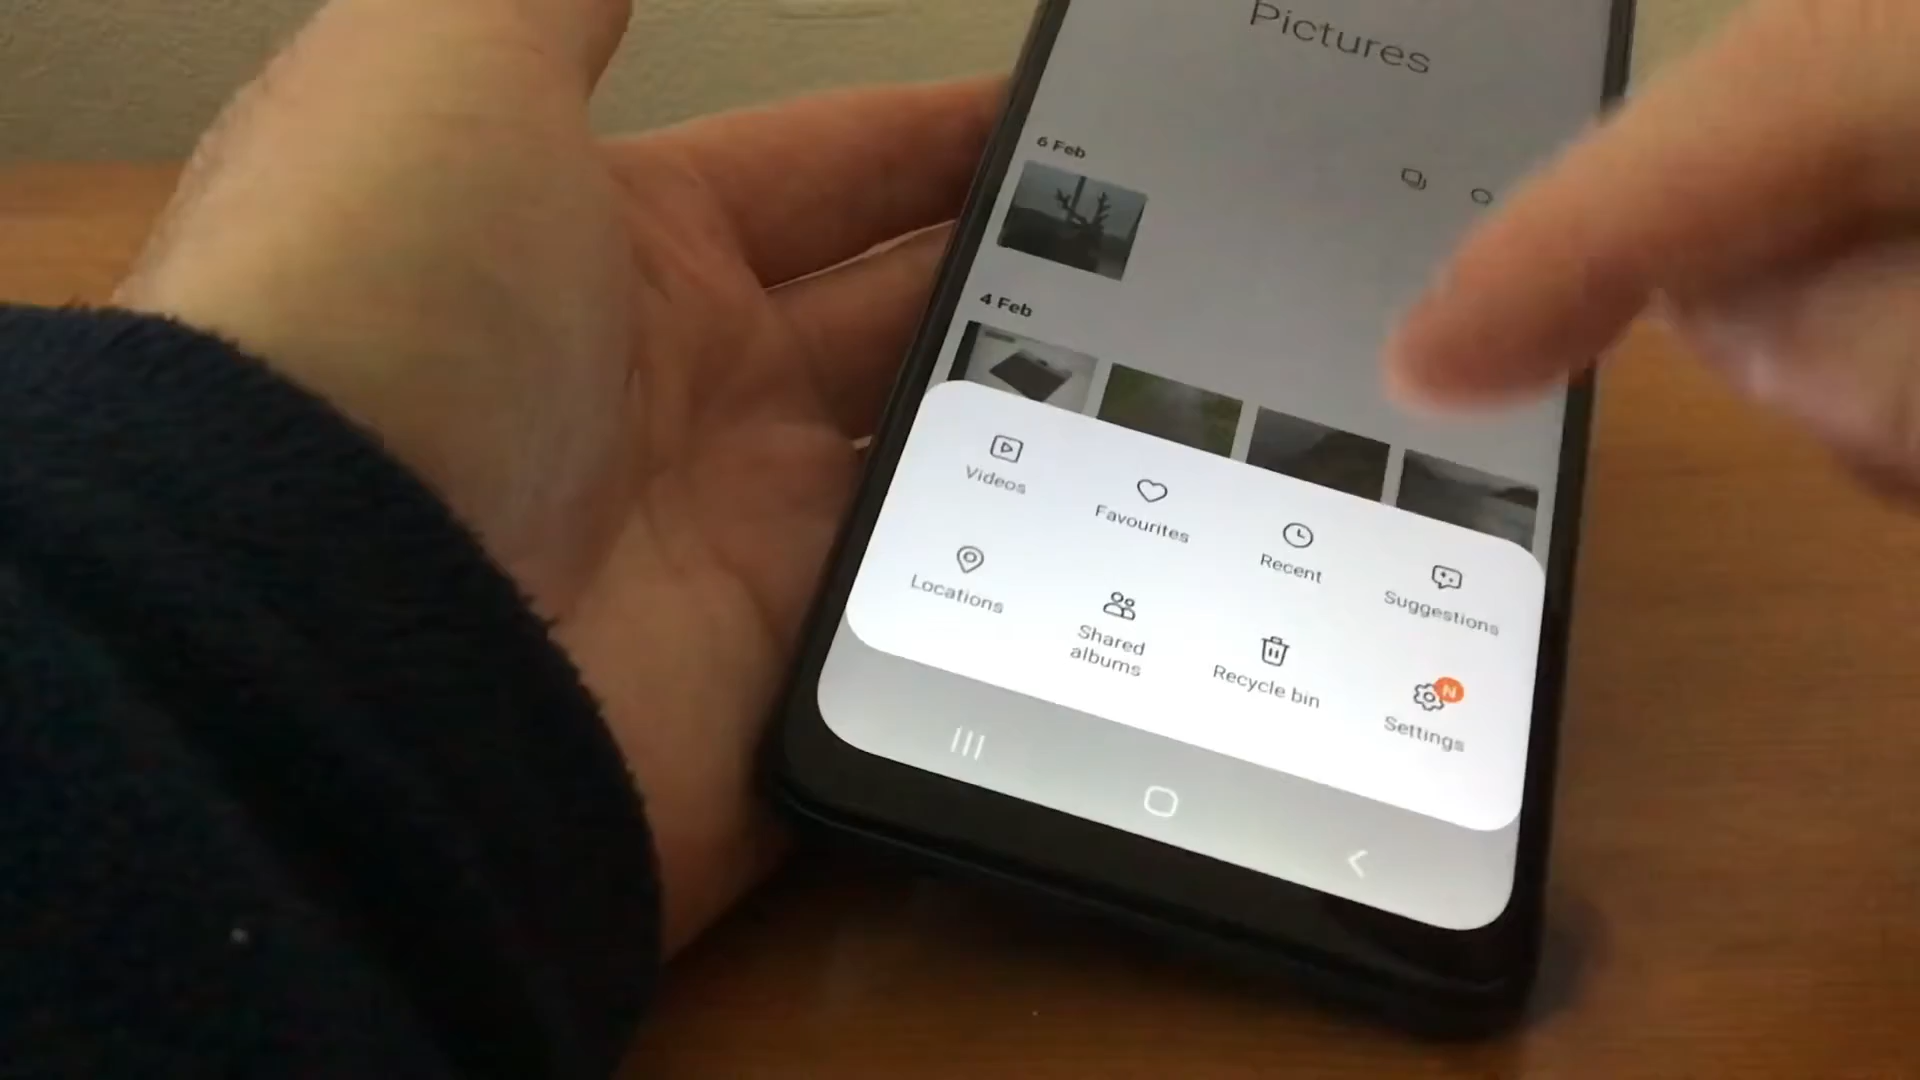 Pictures
6 Feb
4 Feb
Videos
Favourites
Recent
Suggestions
Locations
Shared
albums
Recycle bin
N
Settings